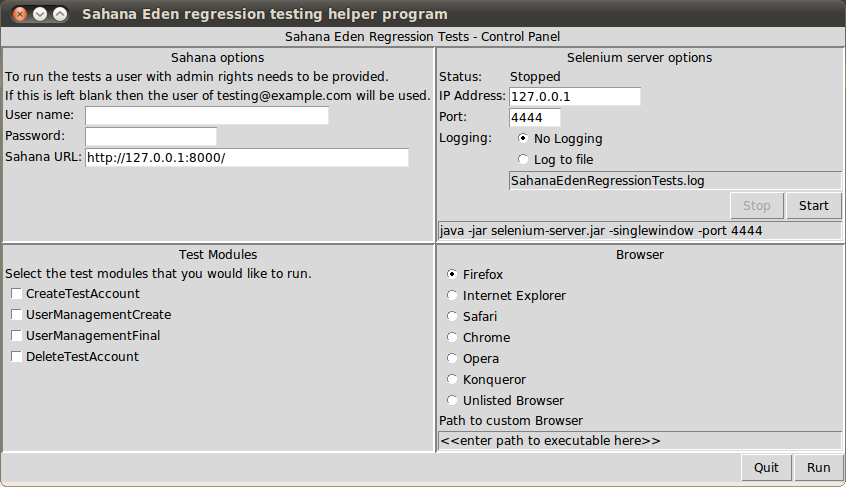 Sahana Eden regression testing helper program
Sahana Eden Regression Tests - Control Panel
Sahana options
To run the tests a user with admin rights needs to be provided.
If this is left blank then the user of testing@example.com will be used.
User name:
Password:
Sahana URL: http://127.0.0.1:8000/
Selenium server options
Status: Stopped
IP Address: 127.0.0.1
Port: 4444
Logging: No Logging
Log to file
SahanaEdenRegressionTests.log
Stop Start
java -jar selenium-server.jar -singlewindow -port 4444
Test Modules
Select the test modules that you would like to run.
CreateTestAccount
UserManagementCreate
UserManagementFinal
DeleteTestAccount
Browser
Firefox
Internet Explorer
Safari
Chrome
Opera
Konqueror
Unlisted Browser
Path to custom Browser
<<enter path to executable here>>
Quit Run